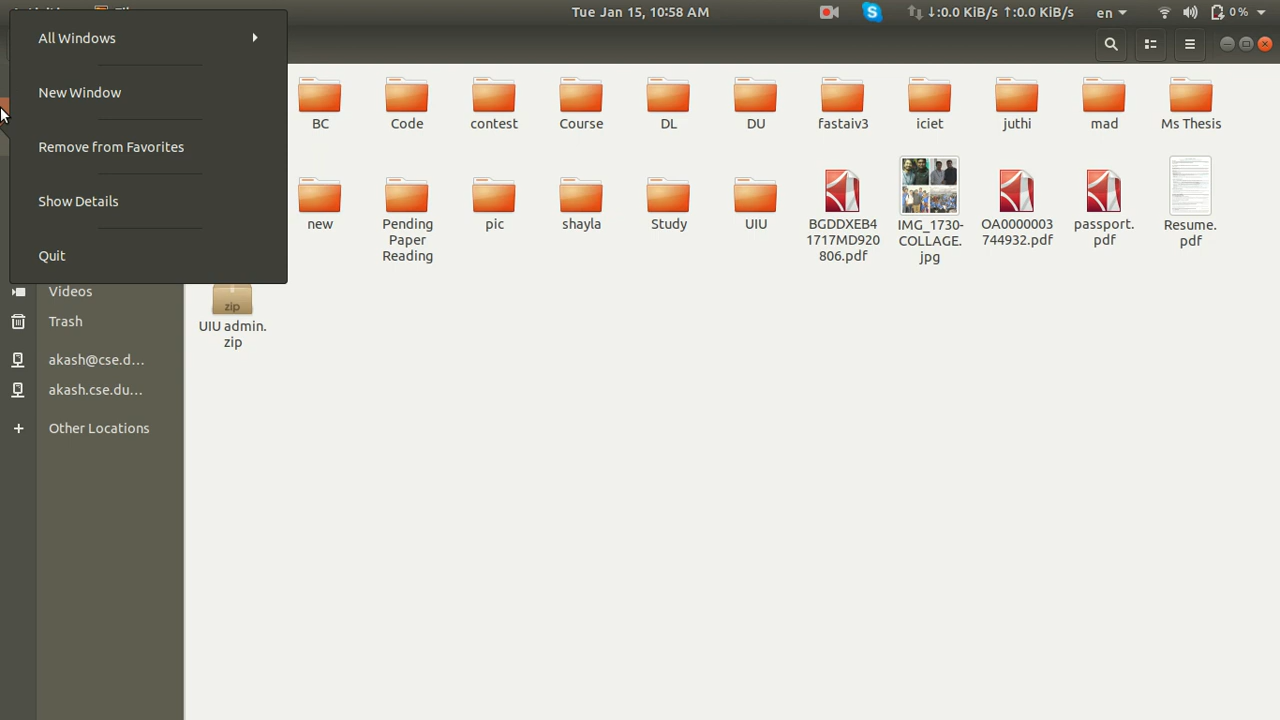 Tue Jan 15, 10:58 AM
↓:0.0 KiB/s ↑:0.0 KiB/s
en
0 %
All Windows
New Window
Remove from Favorites
Show Details
Quit
Videos
Trash
akash@cse.d...
akash.cse.du...
Other Locations
BC
Code
contest
Course
DL
DU
fastaiv3
iciet
juthi
mad
Ms Thesis
new
Pending
Paper
Reading
pic
shayla
Study
UIU
BGDDXEB4
1717MD920
806.pdf
IMG_1730-
COLLAGE.
jpg
OA0000003
744932.pdf
passport.
pdf
Resume.
pdf
zip
UIU admin.
zip